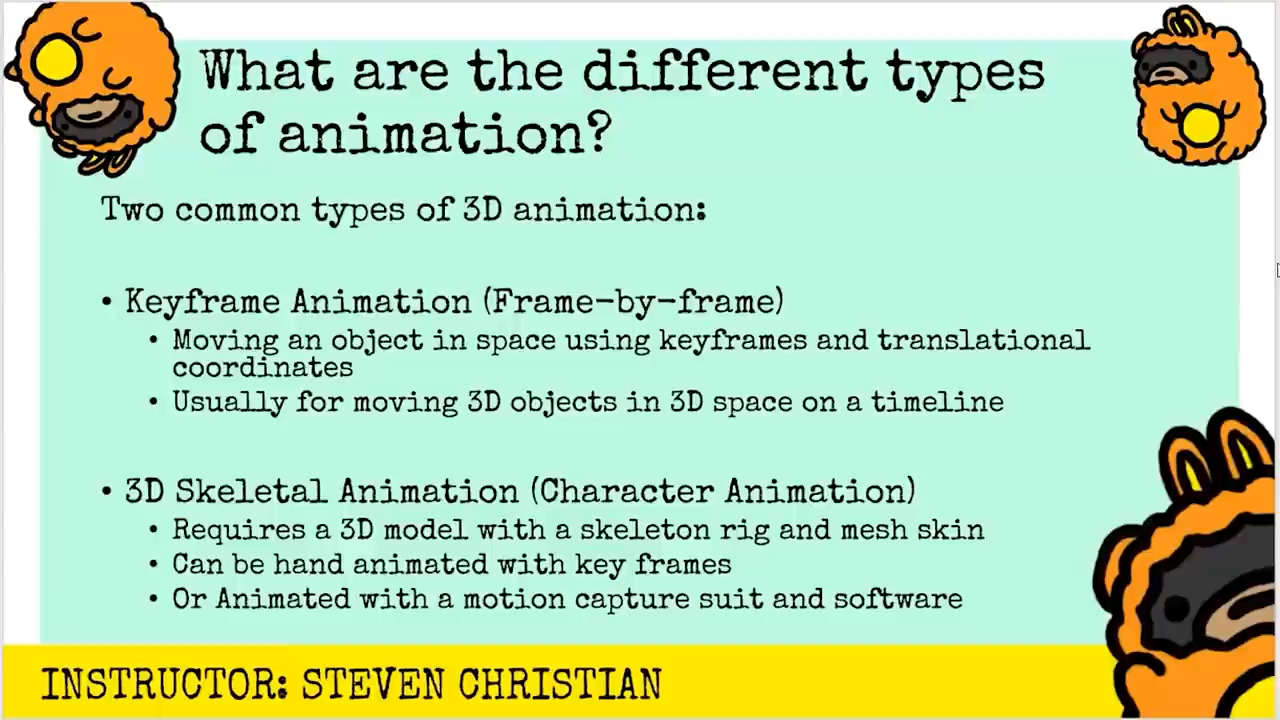 What are the different types
of animation?
Two common types of 3D animation:
• Keyframe Animation (Frame-by-frame)
• Moving an object in space using keyframes and translational
coordinates
• Usually for moving 3D objects in 3D space on a timeline
• 3D Skeletal Animation (Character Animation)
• Requires a 3D model with a skeleton rig and mesh skin
• Can be hand animated with key frames
• Or Animated with a motion capture suit and software
INSTRUCTOR: STEVEN CHRISTIAN